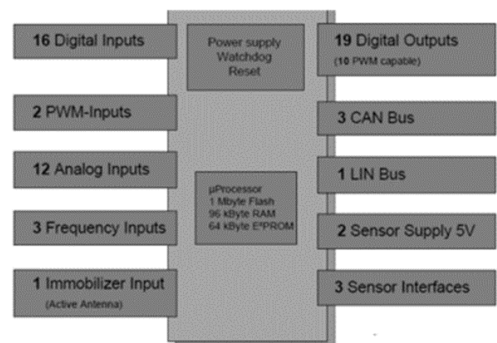 16 Digital Inputs
2 PWM-Inputs
12 Analog Inputs
3 Frequency Inputs
1 Immobilizer Input
(Active Antenna)
Power supply
Watchdog
Reset
µProcessor
1 Mbyte Flash
96 kByte RAM
64 kByte E²PROM
19 Digital Outputs
(10 PWM capable)
3 CAN Bus
1 LIN Bus
2 Sensor Supply 5V
3 Sensor Interfaces